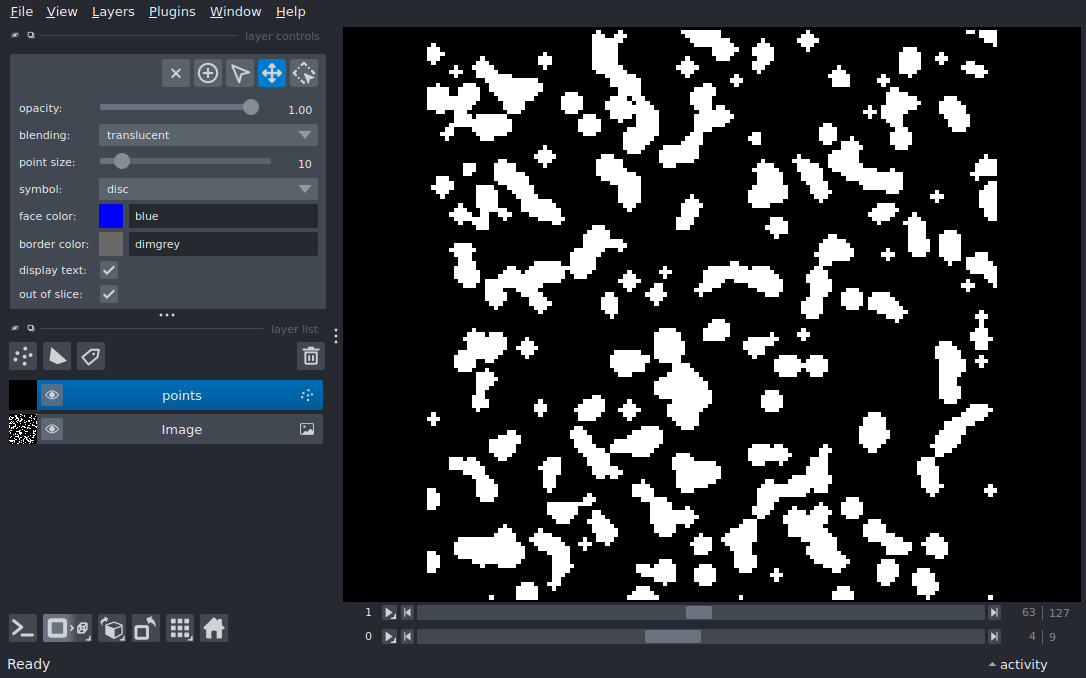 File View Layers Plugins Window Help
layer controls
opacity: 1.00
blending: translucent
point size: 10
symbol: disc
face color: blue
border color: dimgrey
display text:
out of slice:
layer list
points
Image
1 63 127
0 4 9
Ready activity